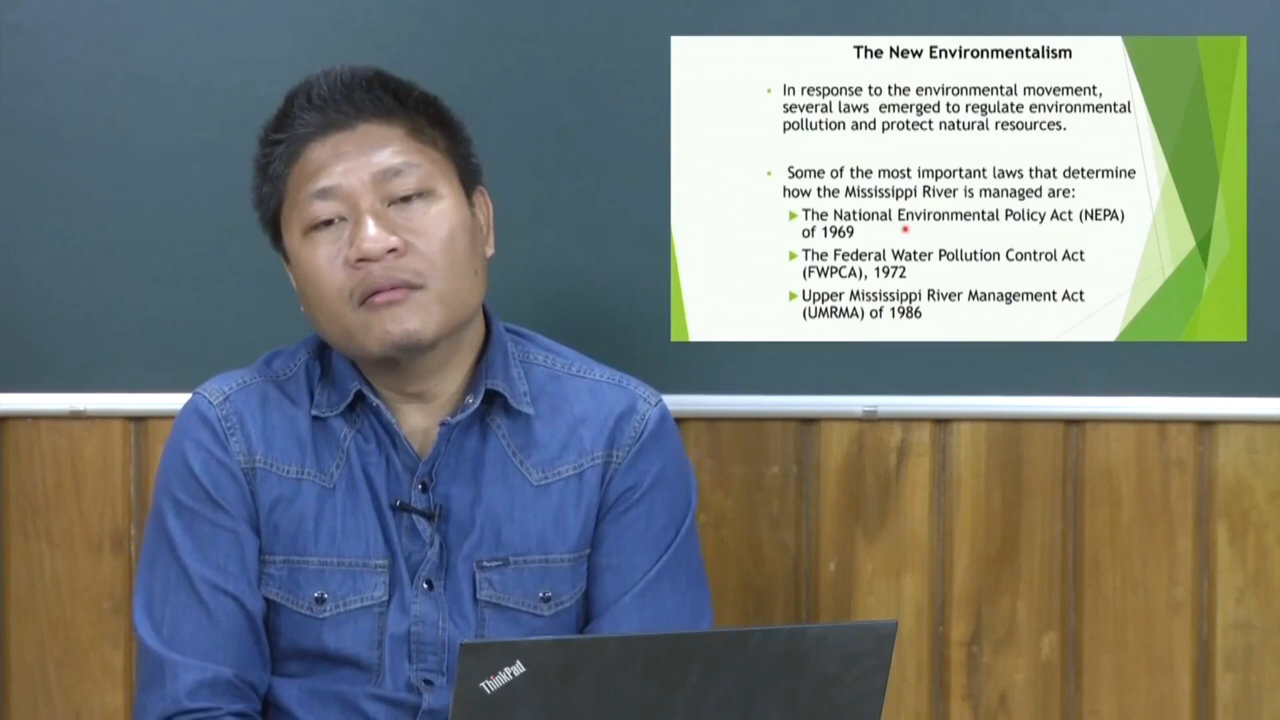 The New Environmentalism
In response to the environmental movement,
several laws emerged to regulate environmental
pollution and protect natural resources.
Some of the most important laws that determine
how the Mississippi River is managed are:
The National Environmental Policy Act (NEPA)
of 1969
The Federal Water Pollution Control Act
(FWPCA), 1972
Upper Mississippi River Management Act
(UMRMA) of 1986
ThinkPad